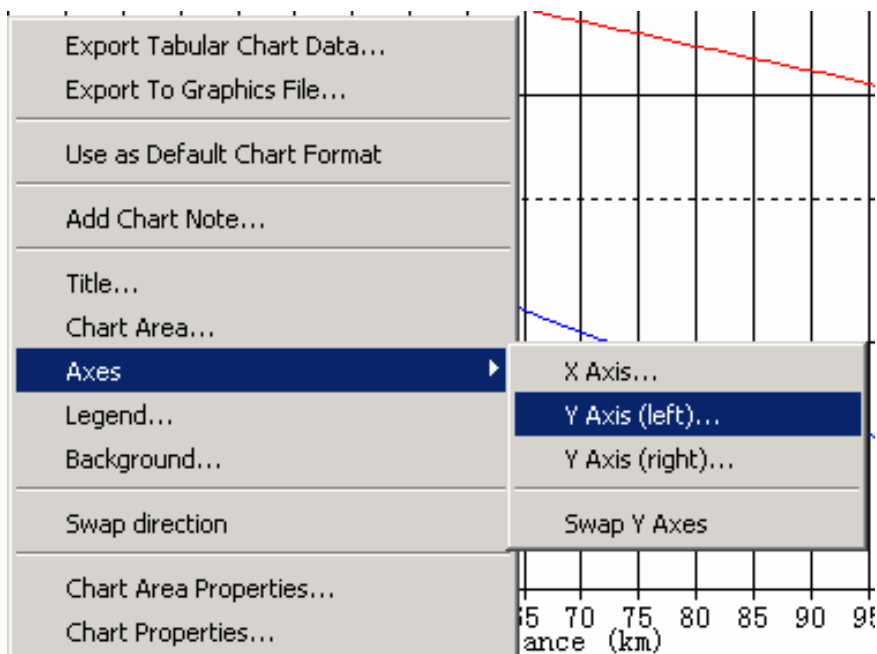 Export Tabular Chart Data...
Export To Graphics File...
Use as Default Chart Format
Add Chart Note...
Title...
Chart Area...
Axes
Legend...
Background...
Swap direction
Chart Area Properties...
Chart Properties...
X Axis...
Y Axis (left)...
Y Axis (right)...
Swap Y Axes
70 75 80 85 90
(km)